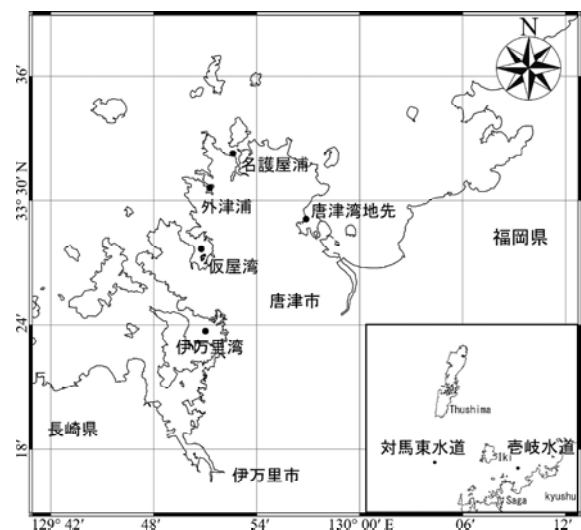 N
36'
名護屋浦
33° 30' N
外津浦
唐津湾地先
福岡県
仮屋湾
唐津市
24'
伊万里湾
Thushima
長崎県
対馬東水道
壱岐水道
Iki
18'
伊万里市
Saga
kyushu
129° 42'
48'
54'
130° 00' E
06'
12'